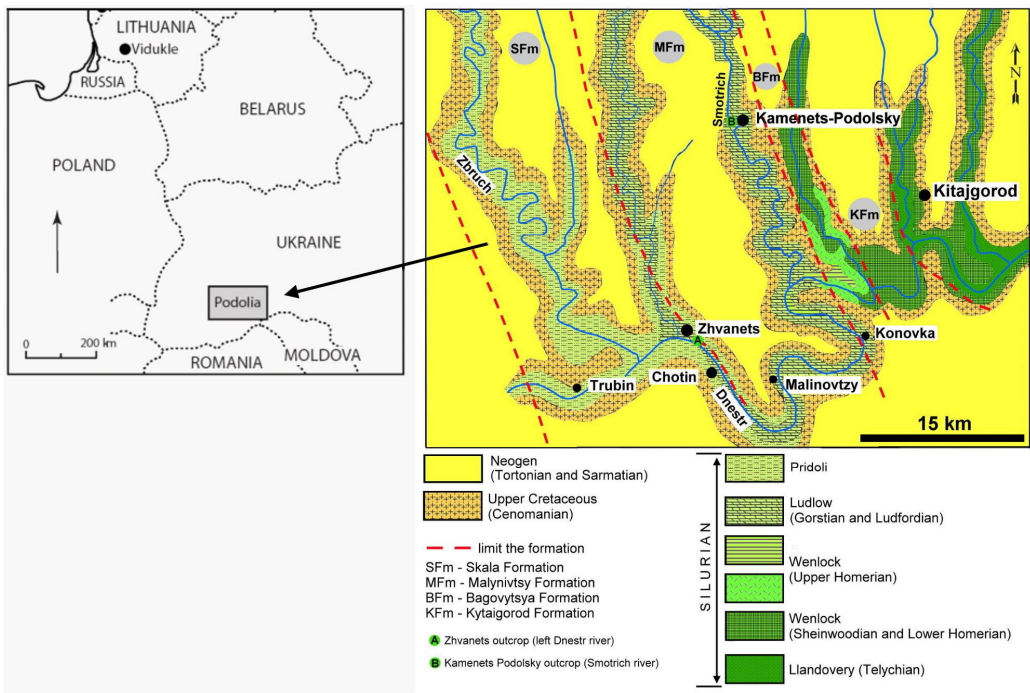 LITHUANIA
Vidukle
RUSSIA
BELARUS
POLAND
UKRAINE
Podolia
0
200 km
ROMANIA
MOLDOVA
SFm
MFm
BFm
N
Smotrich
B
Kamenets-Podolsky
Zbruch
Kitajgorod
KFm
Zhvanets
A
Konovka
Trubin
Chotin
Dnestr
Malinovtzy
15 km
Neogen
(Tortonian and Sarmatian)
Upper Cretaceous
(Cenomanian)
limit the formation
SFm - Skala Formation
MFm - Malynivtsy Formation
BFm - Bagovytsya Formation
KFm - Kytaigorod Formation
A Zhvanets outcrop (left Dnestr river)
B Kamenets Podolsky outcrop (Smotrich river)
SILURIAN
Pridoli
Ludlow
(Gorstian and Ludfordian)
Wenlock
(Upper Homerian)
Wenlock
(Sheinwoodian and Lower Homerian)
Llandovery (Telychian)